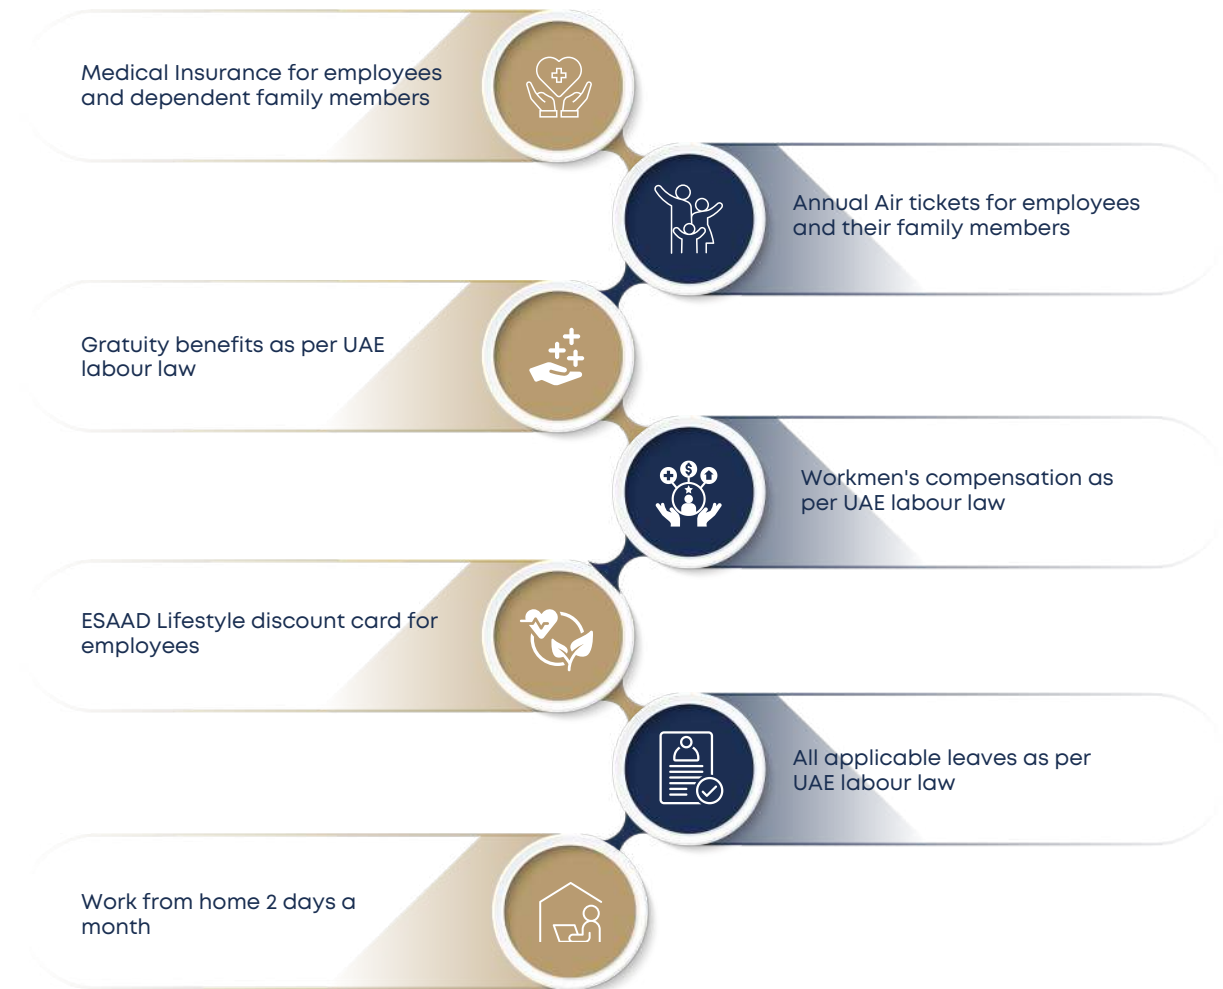 Medical Insurance for employees
and dependent family members
Annual Air tickets for employees
and their family members
Gratuity benefits as per UAE
labour law
Workmen's compensation as
per UAE labour law
ESAAD Lifestyle discount card for
employees
All applicable leaves as per
UAE labour law
Work from home 2 days a
month